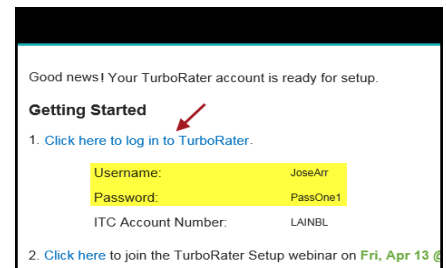 Good news! Your TurboRater account is ready for setup.
Getting Started
1. Click here to log in to TurboRater.
Username: JoseArr
Password: PassOne1
ITC Account Number: LAINBL
2. Click here to join the TurboRater Setup webinar on Fri, Apr 13 @